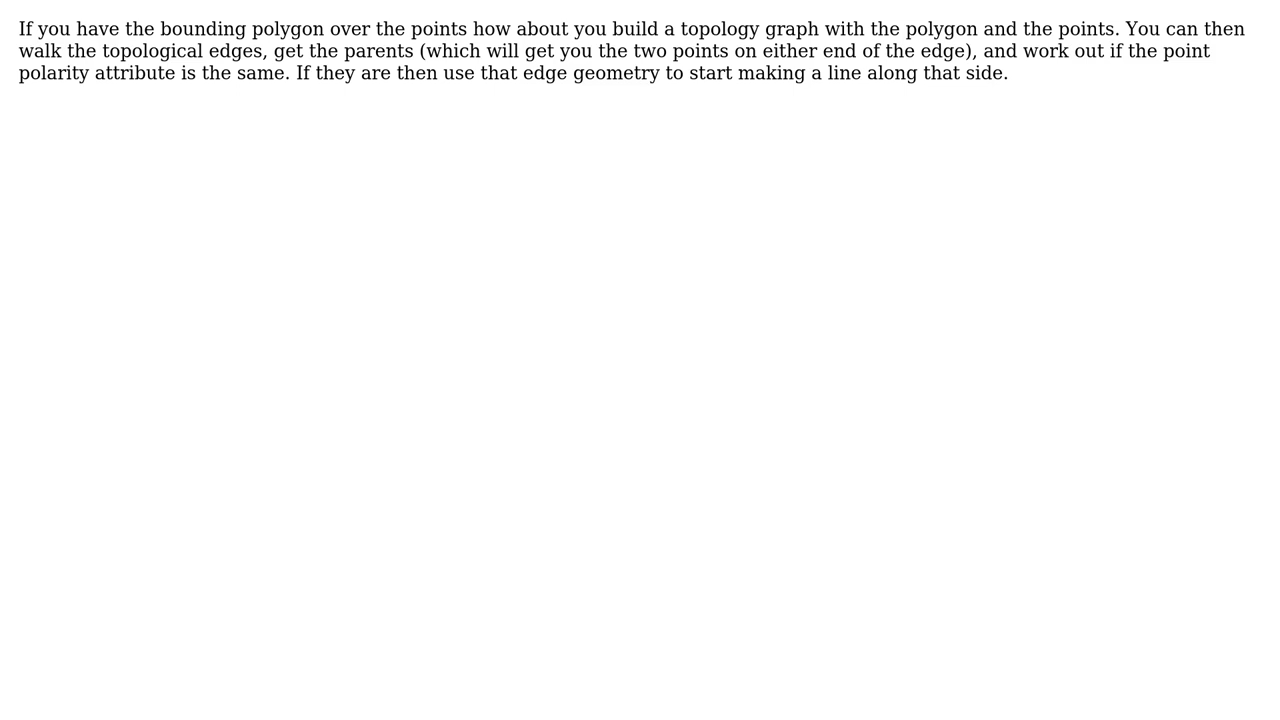 If you have the bounding polygon over the points how about you build a topology graph with the polygon and the points. You can then
walk the topological edges, get the parents (which will get you the two points on either end of the edge), and work out if the point
polarity attribute is the same. If they are then use that edge geometry to start making a line along that side.